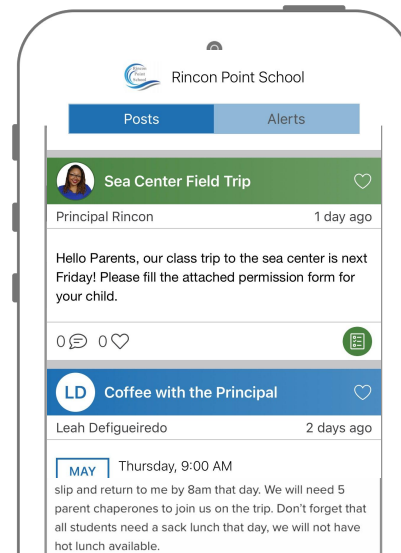 Rincon
Point
School
Rincon Point School
Posts Alerts
Sea Center Field Trip
Principal Rincon 1 day ago
Hello Parents, our class trip to the sea center is next
Friday! Please fill the attached permission form for
your child.
0 0
LD Coffee with the Principal
Leah Defigueiredo 2 days ago
MAY Thursday, 9:00 AM
slip and return to me by 8am that day. We will need 5
parent chaperones to join us on the trip. Don't forget that
all students need a sack lunch that day, we will not have
hot lunch available.